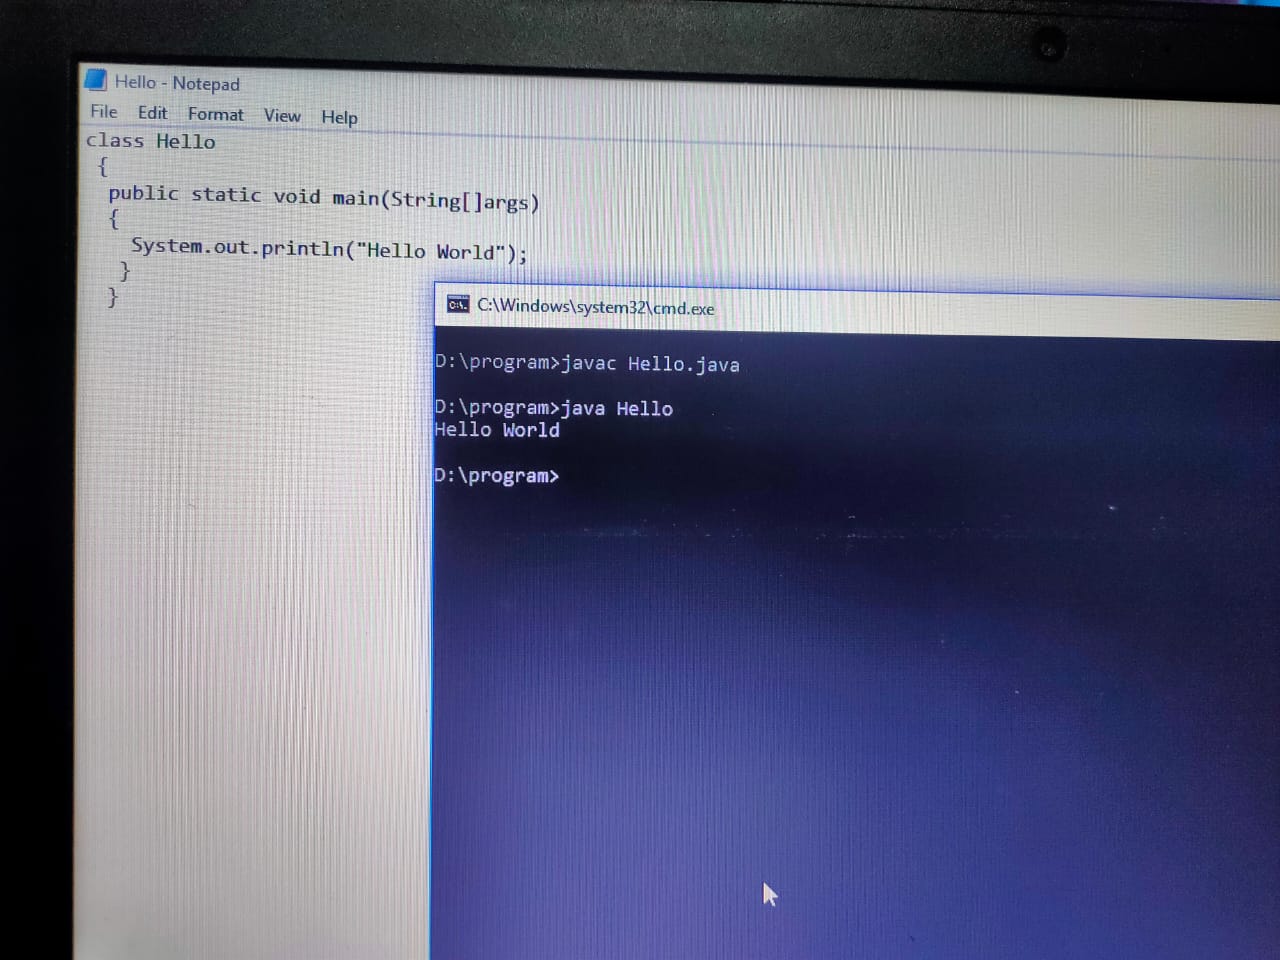 Hello - Notepad
File Edit Format View Help
class Hello
{
public static void main(String[]args)
{
System.out.println("Hello World");
}
}
C:\Windows\system32\cmd.exe
D:\program>javac Hello.java
D:\program>java Hello
Hello World
D:\program>